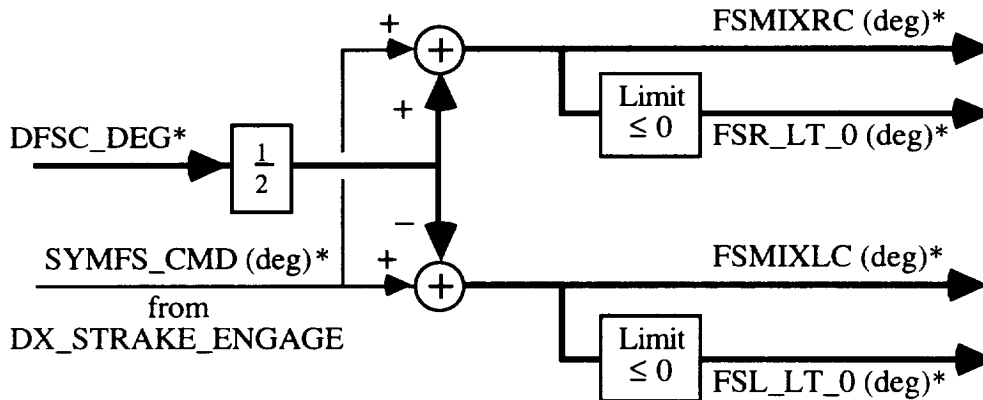 FSMIXRC (deg)*
+
+
Limit
≤ 0
FSR_LT_0 (deg)*
+
DFSC_DEG*
1
2
–
SYMFS_CMD (deg)*
+
+
FSMIXLC (deg)*
from
DX_STRAKE_ENGAGE
Limit
≤ 0
FSL_LT_0 (deg)*